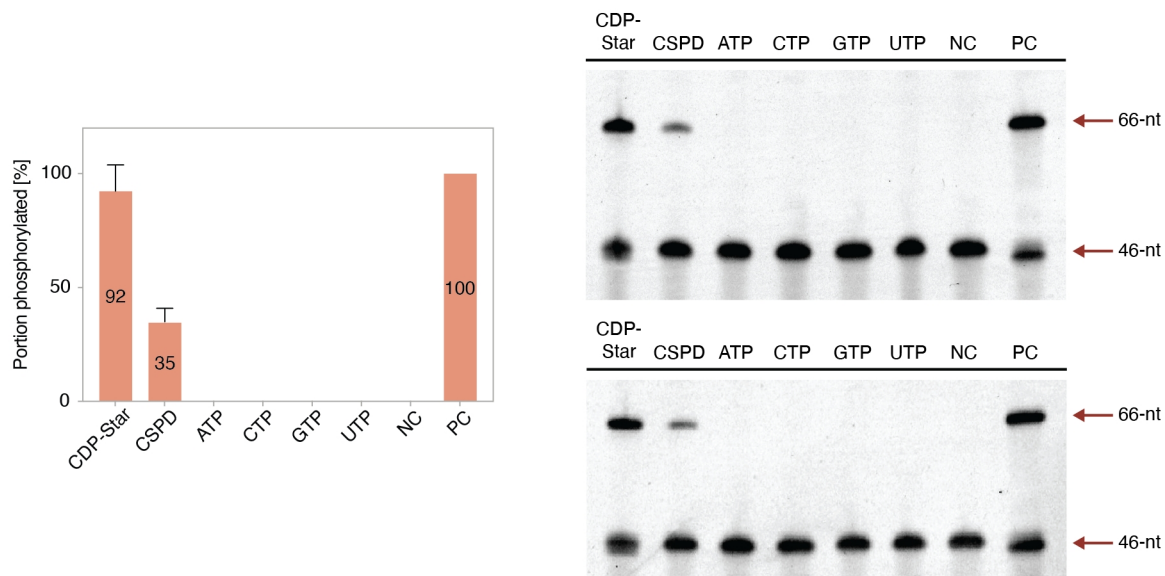 Portion phosphorylated [%]
100
50
0
92
35
100
CDP-Star
CSPD
ATP
CTP
GTP
UTP
NC
PC
CDP-
Star CSPD ATP CTP GTP UTP NC PC
66-nt
46-nt
CDP-
Star CSPD ATP CTP GTP UTP NC PC
66-nt
46-nt